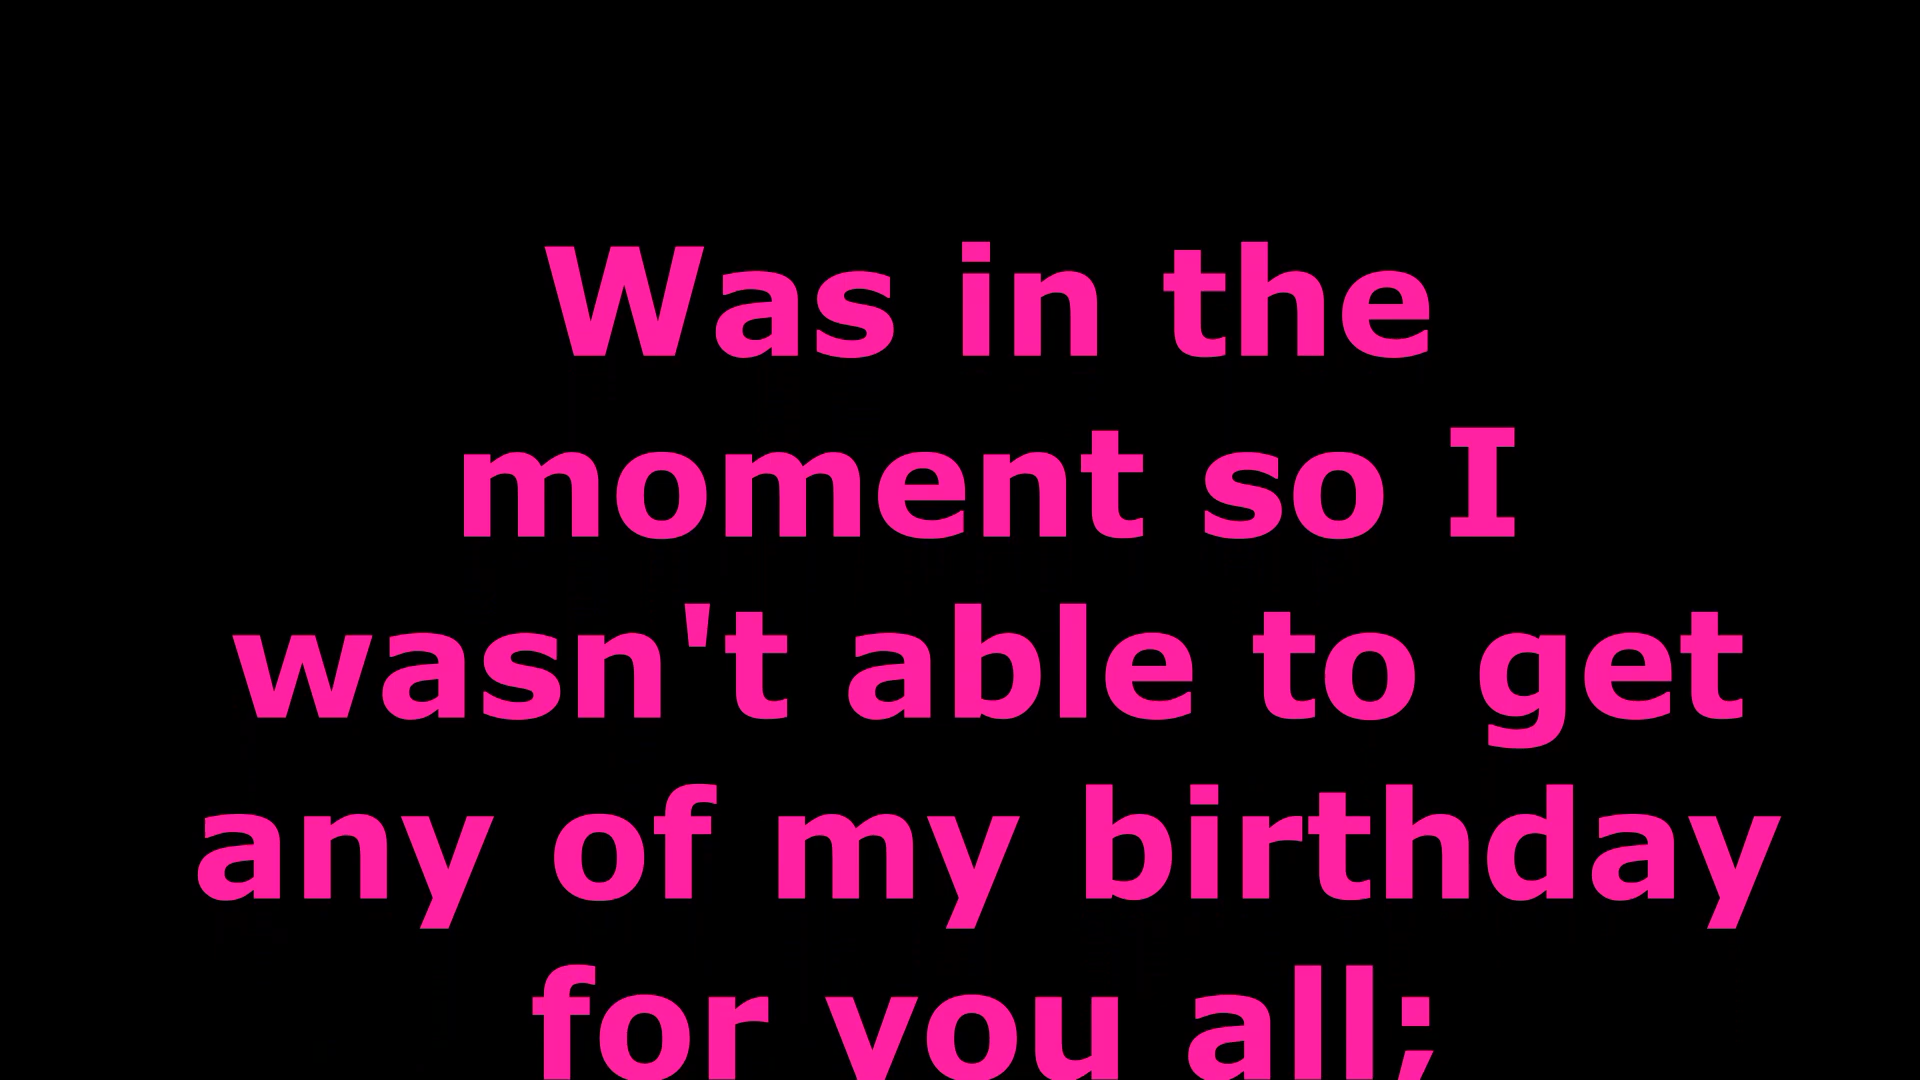 Was in the
moment so I
wasn't able to get
any of my birthday
for you all;